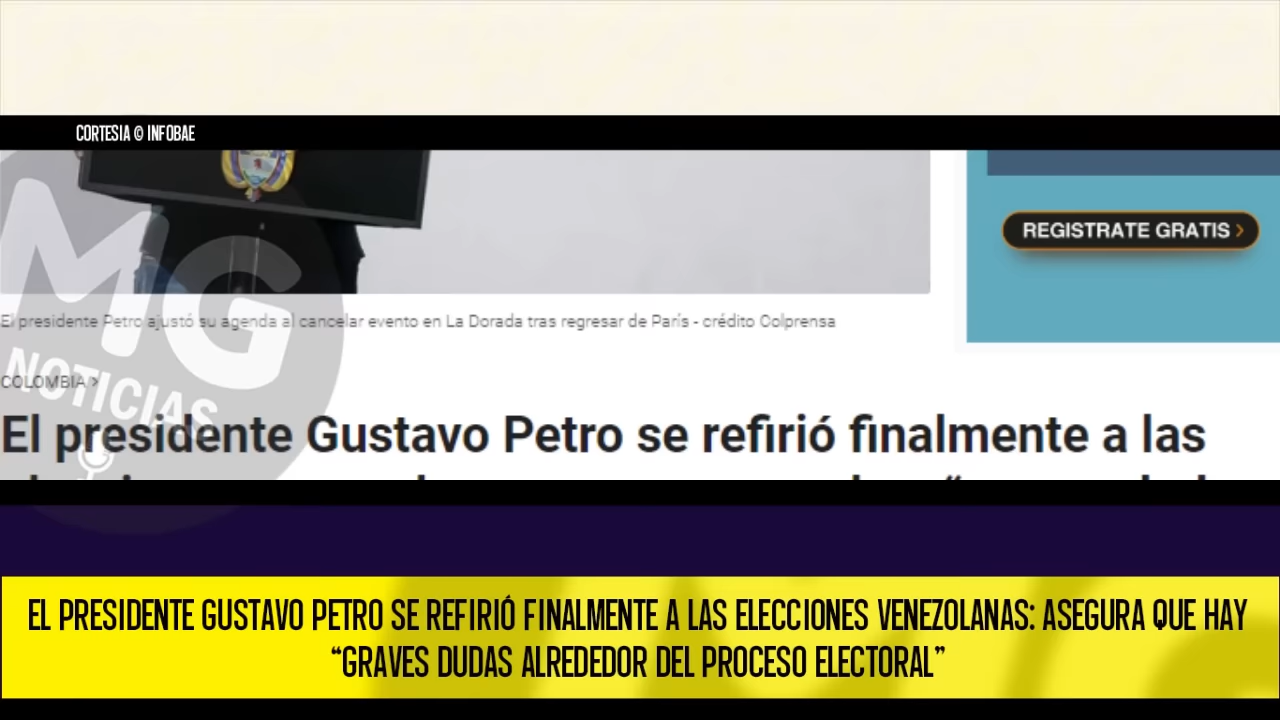 CORTESIA © INFOBAE
REGISTRATE GRATIS >
El presidente Petro ajustó su agenda al cancelar evento en La Dorada tras regresar de París - crédito Colprensa
COLOMBIA >
MG
NOTICIAS
El presidente Gustavo Petro se refirió finalmente a las
EL PRESIDENTE GUSTAVO PETRO SE REFIRIÓ FINALMENTE A LAS ELECCIONES VENEZOLANAS: ASEGURA QUE HAY
“GRAVES DUDAS ALREDEDOR DEL PROCESO ELECTORAL”